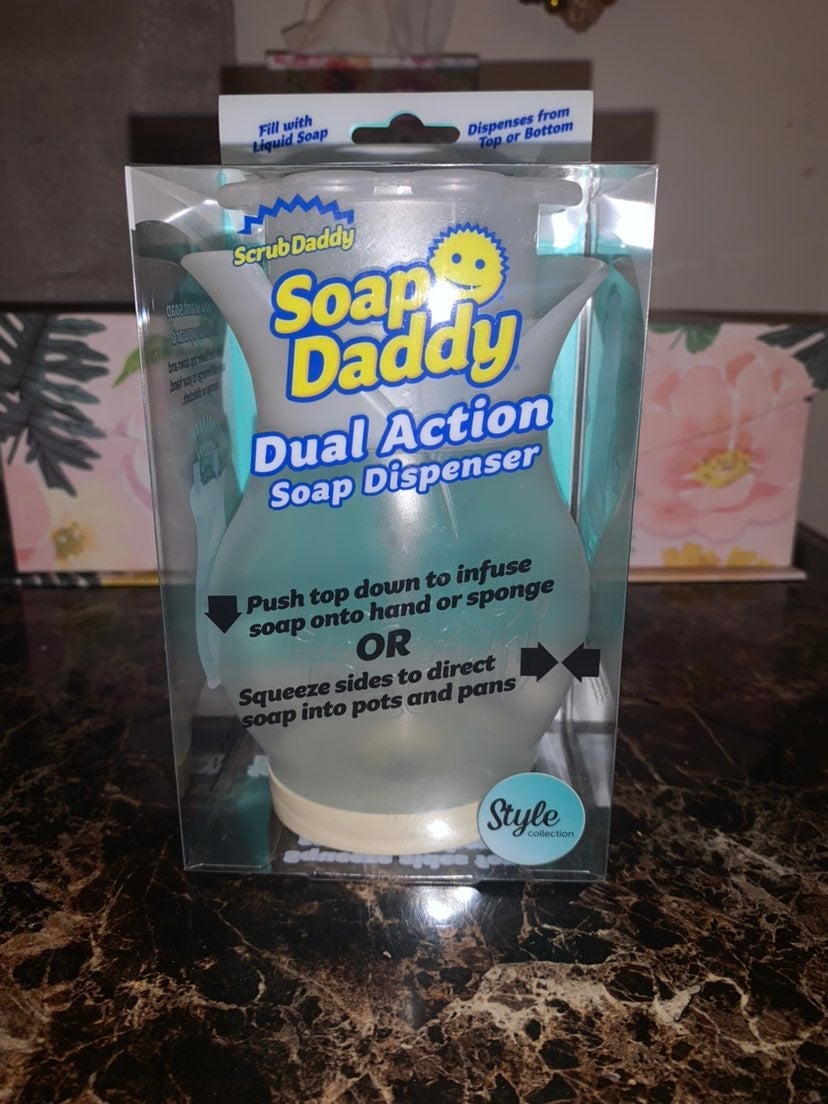 Fill with
Liquid Soap
Dispenses from
Top or Bottom
Scrub Daddy
Soap
Daddy®
Dual Action
Soap Dispenser
Push top down to infuse
soap onto hand or sponge
OR
Squeeze sides to direct
soap into pots and pans
Style
collection